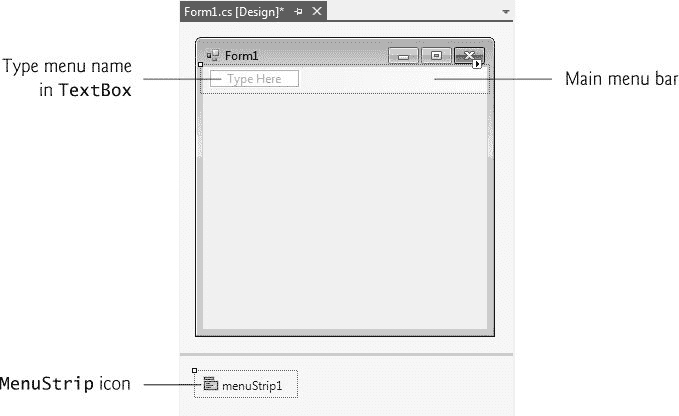 Form1.cs [Design]*
Form1
Type menu name
in TextBox
Type Here
Main menu bar
MenuStrip icon
menuStrip1